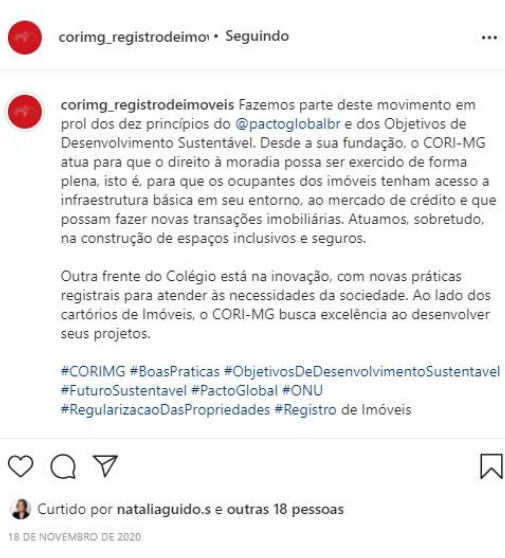 corimg_registrodeimov • Seguindo
corimg_registrodeimoveis Fazemos parte deste movimento em
prol dos dez princípios do @pactoglobalbr e dos Objetivos de
Desenvolvimento Sustentável. Desde a sua fundação, o CORI-MG
atua para que o direito à moradia possa ser exercido de forma
plena, isto é, para que os ocupantes dos imóveis tenham acesso a
infraestrutura básica em seu entorno, ao mercado de crédito e que
possam fazer novas transações imobiliárias. Atuamos, sobretudo,
na construção de espaços inclusivos e seguros.
Outra frente do Colégio está na inovação, com novas práticas
registrais para atender às necessidades da sociedade. Ao lado dos
cartórios de Imóveis, o CORI-MG busca excelência ao desenvolver
seus projetos.
#CORIMG #BoasPraticas #ObjetivosDeDesenvolvimentoSustentavel
#FuturoSustentavel #PactoGlobal #ONU
#RegularizacaoDasPropriedades #Registro de Imóveis
Curtido por nataliaguido.s e outras 18 pessoas
18 DE NOVEMBRO DE 2020